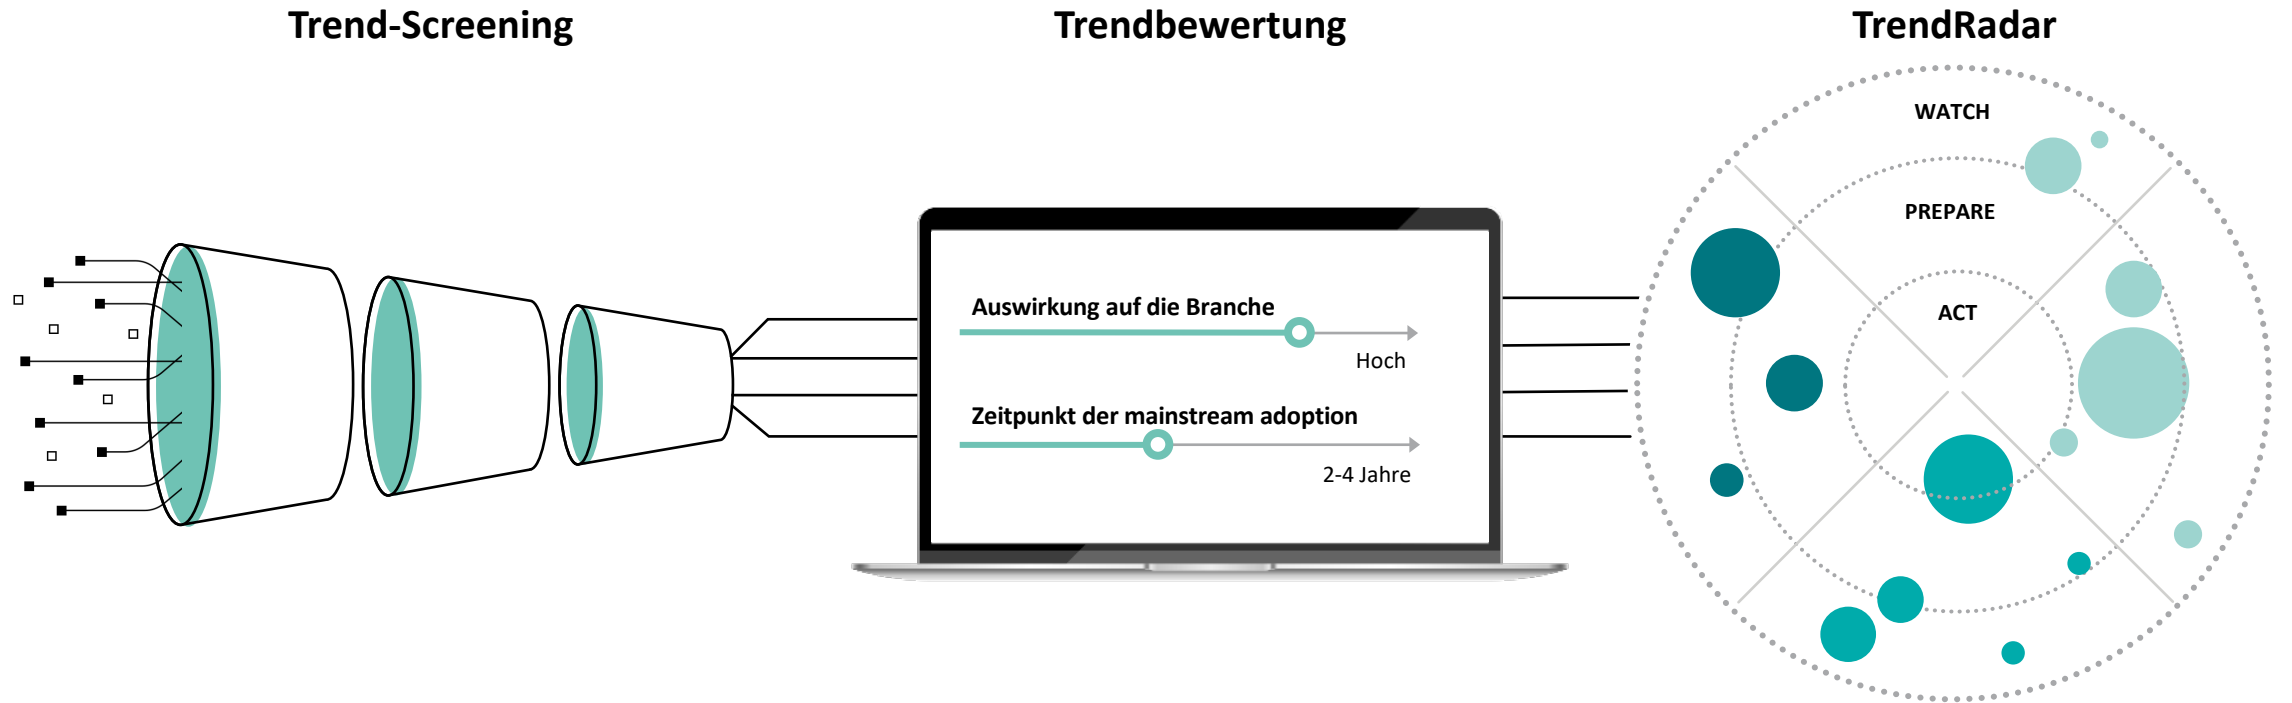 Trend-Screening
Trendbewertung
TrendRadar
Auswirkung auf die Branche
Hoch
Zeitpunkt der mainstream adoption
2-4 Jahre
WATCH
PREPARE
ACT